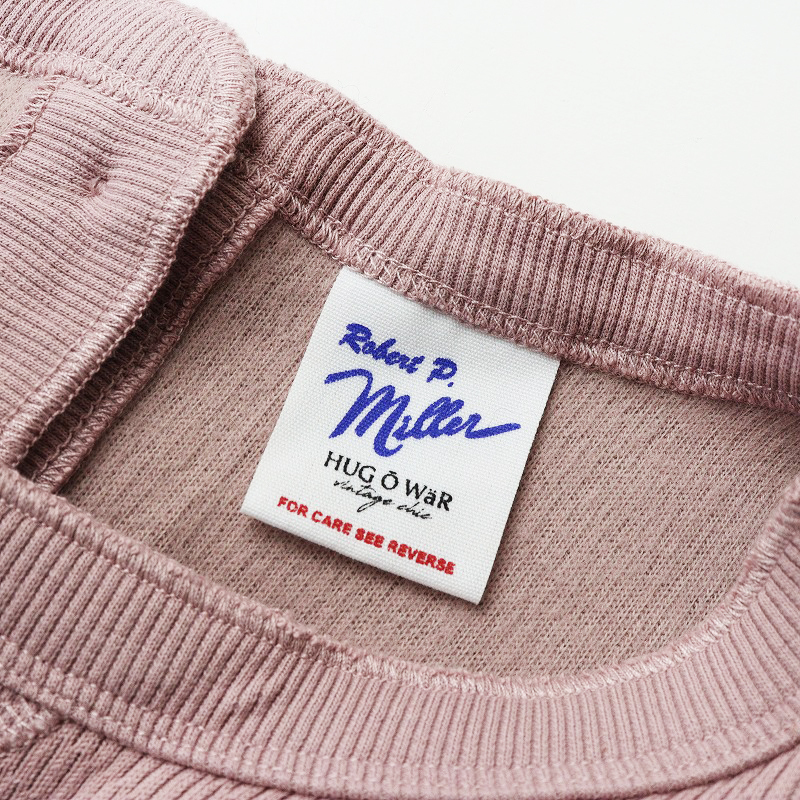 Robert P.
Miller
HUG Ō WäR
vintage chic
FOR CARE SEE REVERSE